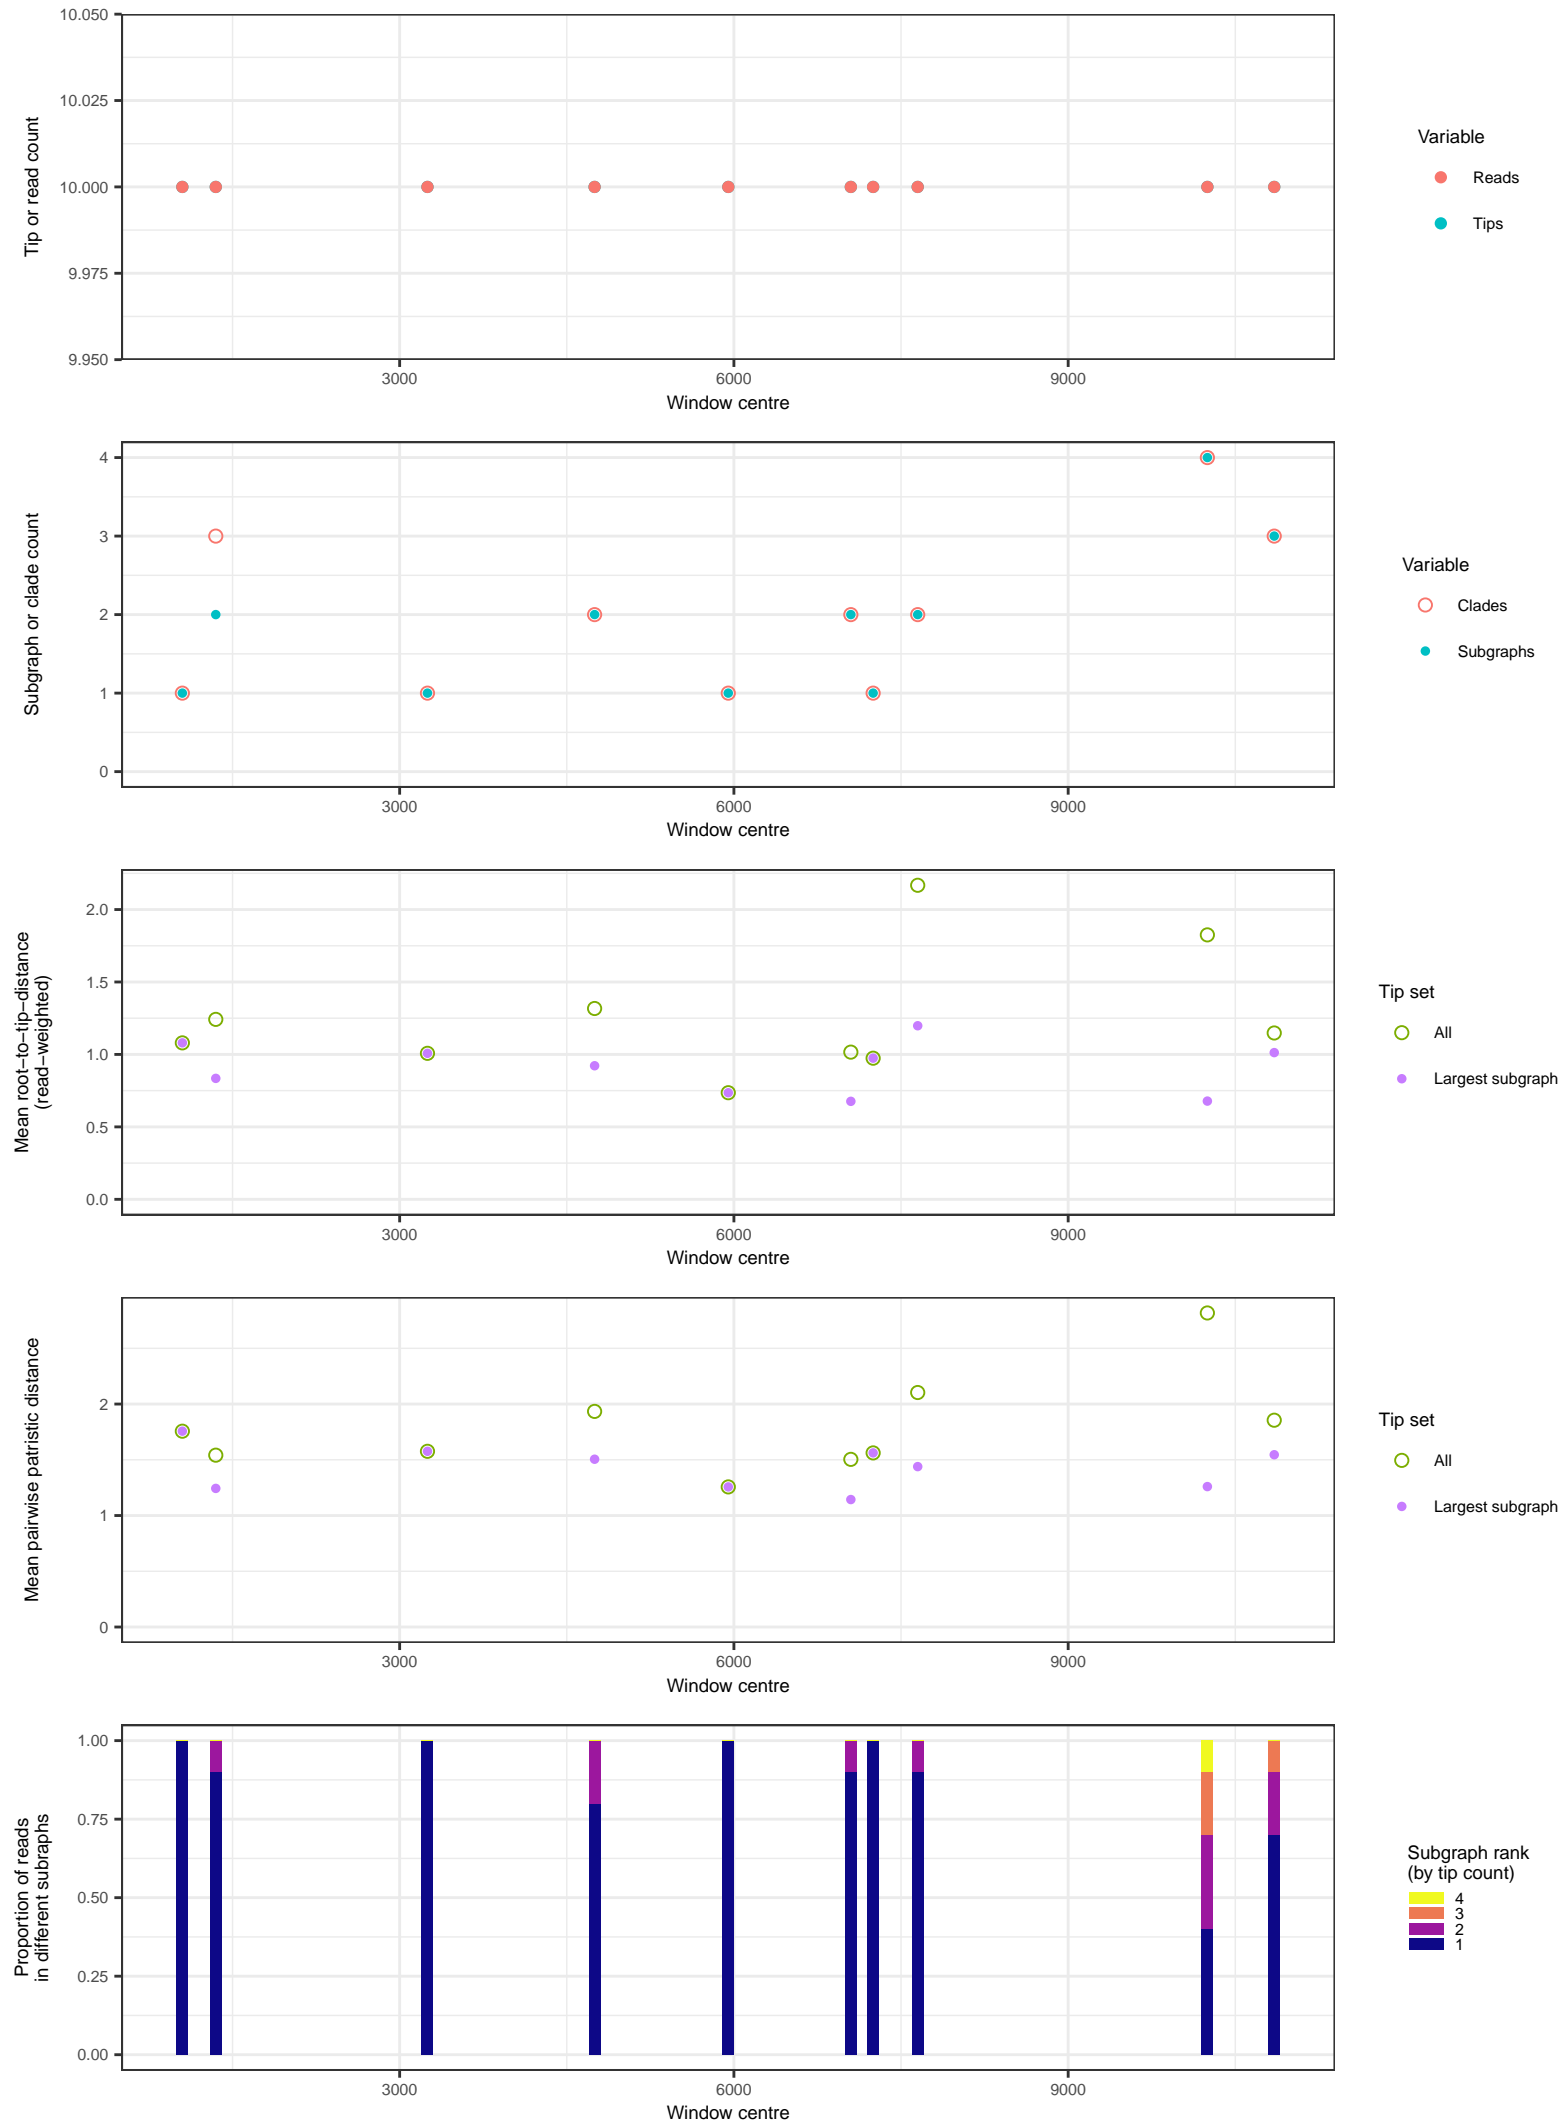 10.050
10.025
10.000
9.975
9.950
Tip or read count
3000
6000
9000
Window centre
Variable
Reads
Tips
4
3
2
1
0
Subgraph or clade count
3000
6000
9000
Window centre
Variable
Clades
Subgraphs
2.0
1.5
1.0
0.5
0.0
Mean root−to−tip−distance
(read−weighted)
3000
6000
9000
Window centre
Tip set
All
Largest subgraph
2
1
0
Mean pairwise patristic distance
3000
6000
9000
Window centre
Tip set
All
Largest subgraph
1.00
0.75
0.50
0.25
0.00
Proportion of reads
in different subraphs
3000
6000
9000
Window centre
Subgraph rank
(by tip count)
4
3
2
1